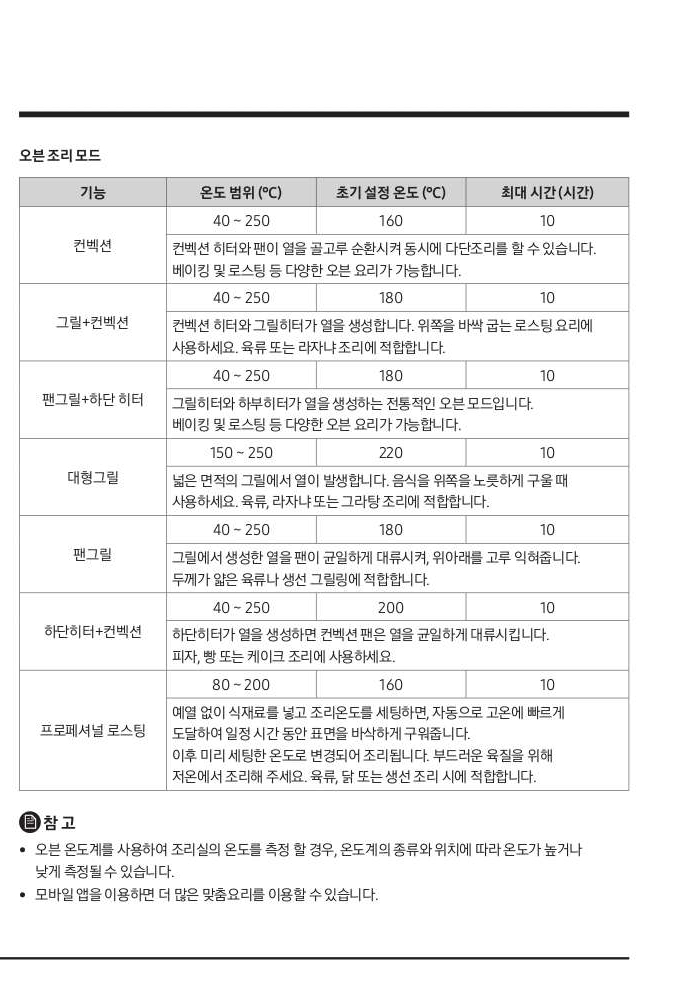 오븐 조리 모드
기능 온도 범위 (℃) 초기 설정 온도 (℃) 최대 시간 (시간)
컨벡션 40 ~ 250 160 10
컨벡션 히터와 팬이 열을 골고루 순환시켜 동시에 다단조리를 할 수 있습니다.
베이킹 및 로스팅 등 다양한 오븐 요리가 가능합니다.
그릴+컨벡션 40 ~ 250 180 10
컨벡션 히터와 그릴히터가 열을 생성합니다. 위쪽을 바싹 굽는 로스팅 요리에
사용하세요. 육류 또는 라자냐 조리에 적합합니다.
팬그릴+하단 히터 40 ~ 250 180 10
그릴히터와 하부히터가 열을 생성하는 전통적인 오븐 모드입니다.
베이킹 및 로스팅 등 다양한 오븐 요리가 가능합니다.
대형그릴 150 ~ 250 220 10
넓은 면적의 그릴에서 열이 발생합니다. 음식을 위쪽을 노릇하게 구울 때
사용하세요. 육류, 라자냐 또는 그라탕 조리에 적합합니다.
팬그릴 40 ~ 250 180 10
그릴에서 생성한 열을 팬이 균일하게 대류시켜, 위아래를 고루 익혀줍니다.
두께가 얇은 육류나 생선 그릴링에 적합합니다.
하단히터+컨벡션 40 ~ 250 200 10
하단히터가 열을 생성하면 컨벡션 팬은 열을 균일하게 대류시킵니다.
피자, 빵 또는 케이크 조리에 사용하세요.
프로페셔널 로스팅 80 ~ 200 160 10
예열 없이 식재료를 넣고 조리온도를 세팅하면, 자동으로 고온에 빠르게
도달하여 일정 시간 동안 표면을 바삭하게 구워줍니다.
이후 미리 세팅한 온도로 변경되어 조리됩니다. 부드러운 육질을 위해
저온에서 조리해 주세요. 육류, 닭 또는 생선 조리 시에 적합합니다.
참 고
• 오븐 온도계를 사용하여 조리실의 온도를 측정 할 경우, 온도계의 종류와 위치에 따라 온도가 높거나
낮게 측정될 수 있습니다.
• 모바일 앱을 이용하면 더 많은 맞춤요리를 이용할 수 있습니다.